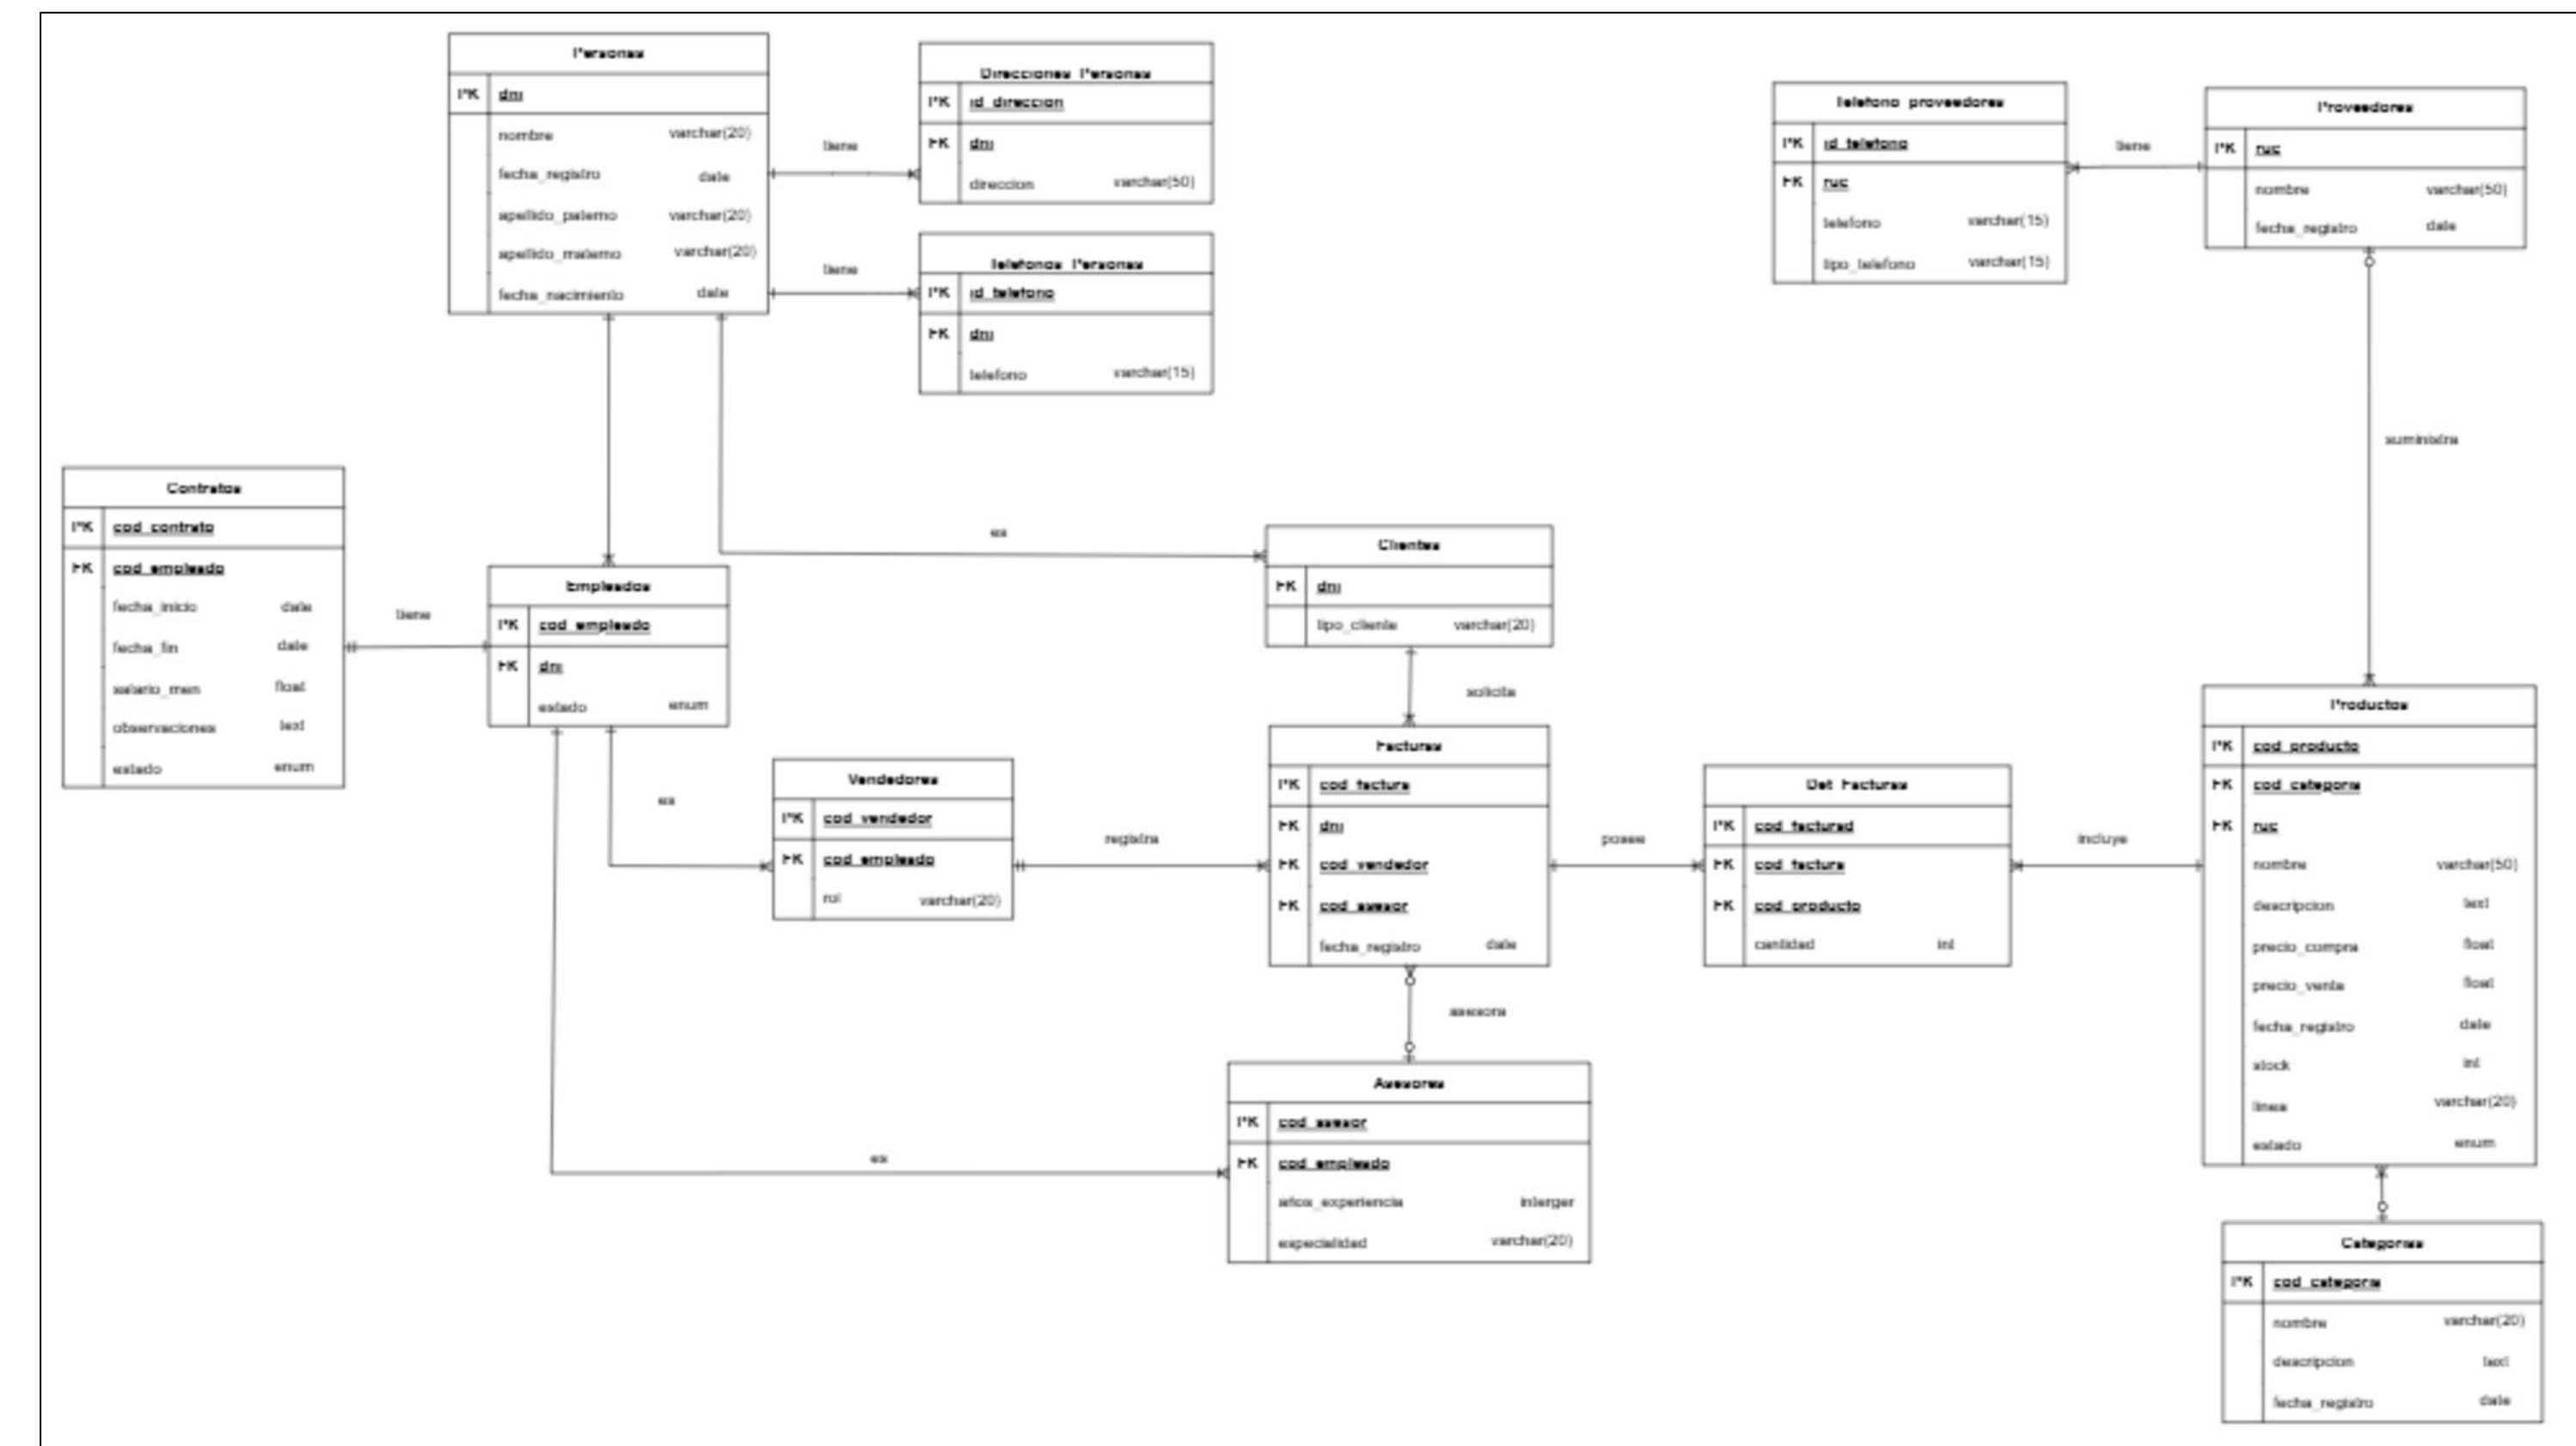 Personas
PK dni
nombre varchar(20)
fecha_registro date
apellido_paterno varchar(20)
apellido_materno varchar(20)
fecha_nacimiento date
Direcciones_Personas
PK id_direccion
FK dni
direccion varchar(50)
tiene
Telefonos_Personas
PK id_telefono
FK dni
telefono varchar(15)
tiene
Telefono_proveedores
PK id_telefono
FK ruc
telefono varchar(15)
tipo_telefono varchar(15)
tiene
Proveedores
PK ruc
nombre varchar(50)
fecha_registro date
suministra
Contratos
PK cod_contrato
FK cod_empleado
fecha_inicio date
fecha_fin date
salario_men float
observaciones text
estado enum
tiene
Empleados
PK cod_empleado
FK dni
estado enum
es
Clientes
FK dni
tipo_cliente varchar(20)
solicita
es
Vendedores
PK cod_vendedor
FK cod_empleado
rol varchar(20)
registra
Facturas
PK cod_factura
FK dni
FK cod_vendedor
FK cod_asesor
fecha_registro date
posee
Det_Facturas
PK cod_facturad
FK cod_factura
FK cod_producto
cantidad int
incluye
Productos
PK cod_producto
FK cod_categoria
FK ruc
nombre varchar(50)
descripcion text
precio_compra float
precio_venta float
fecha_registro date
stock int
linea varchar(20)
estado enum
asesora
Asesores
PK cod_asesor
FK cod_empleado
años_experiencia interger
especialidad varchar(20)
es
Categorias
PK cod_categoria
nombre varchar(20)
descripcion text
fecha_registro date